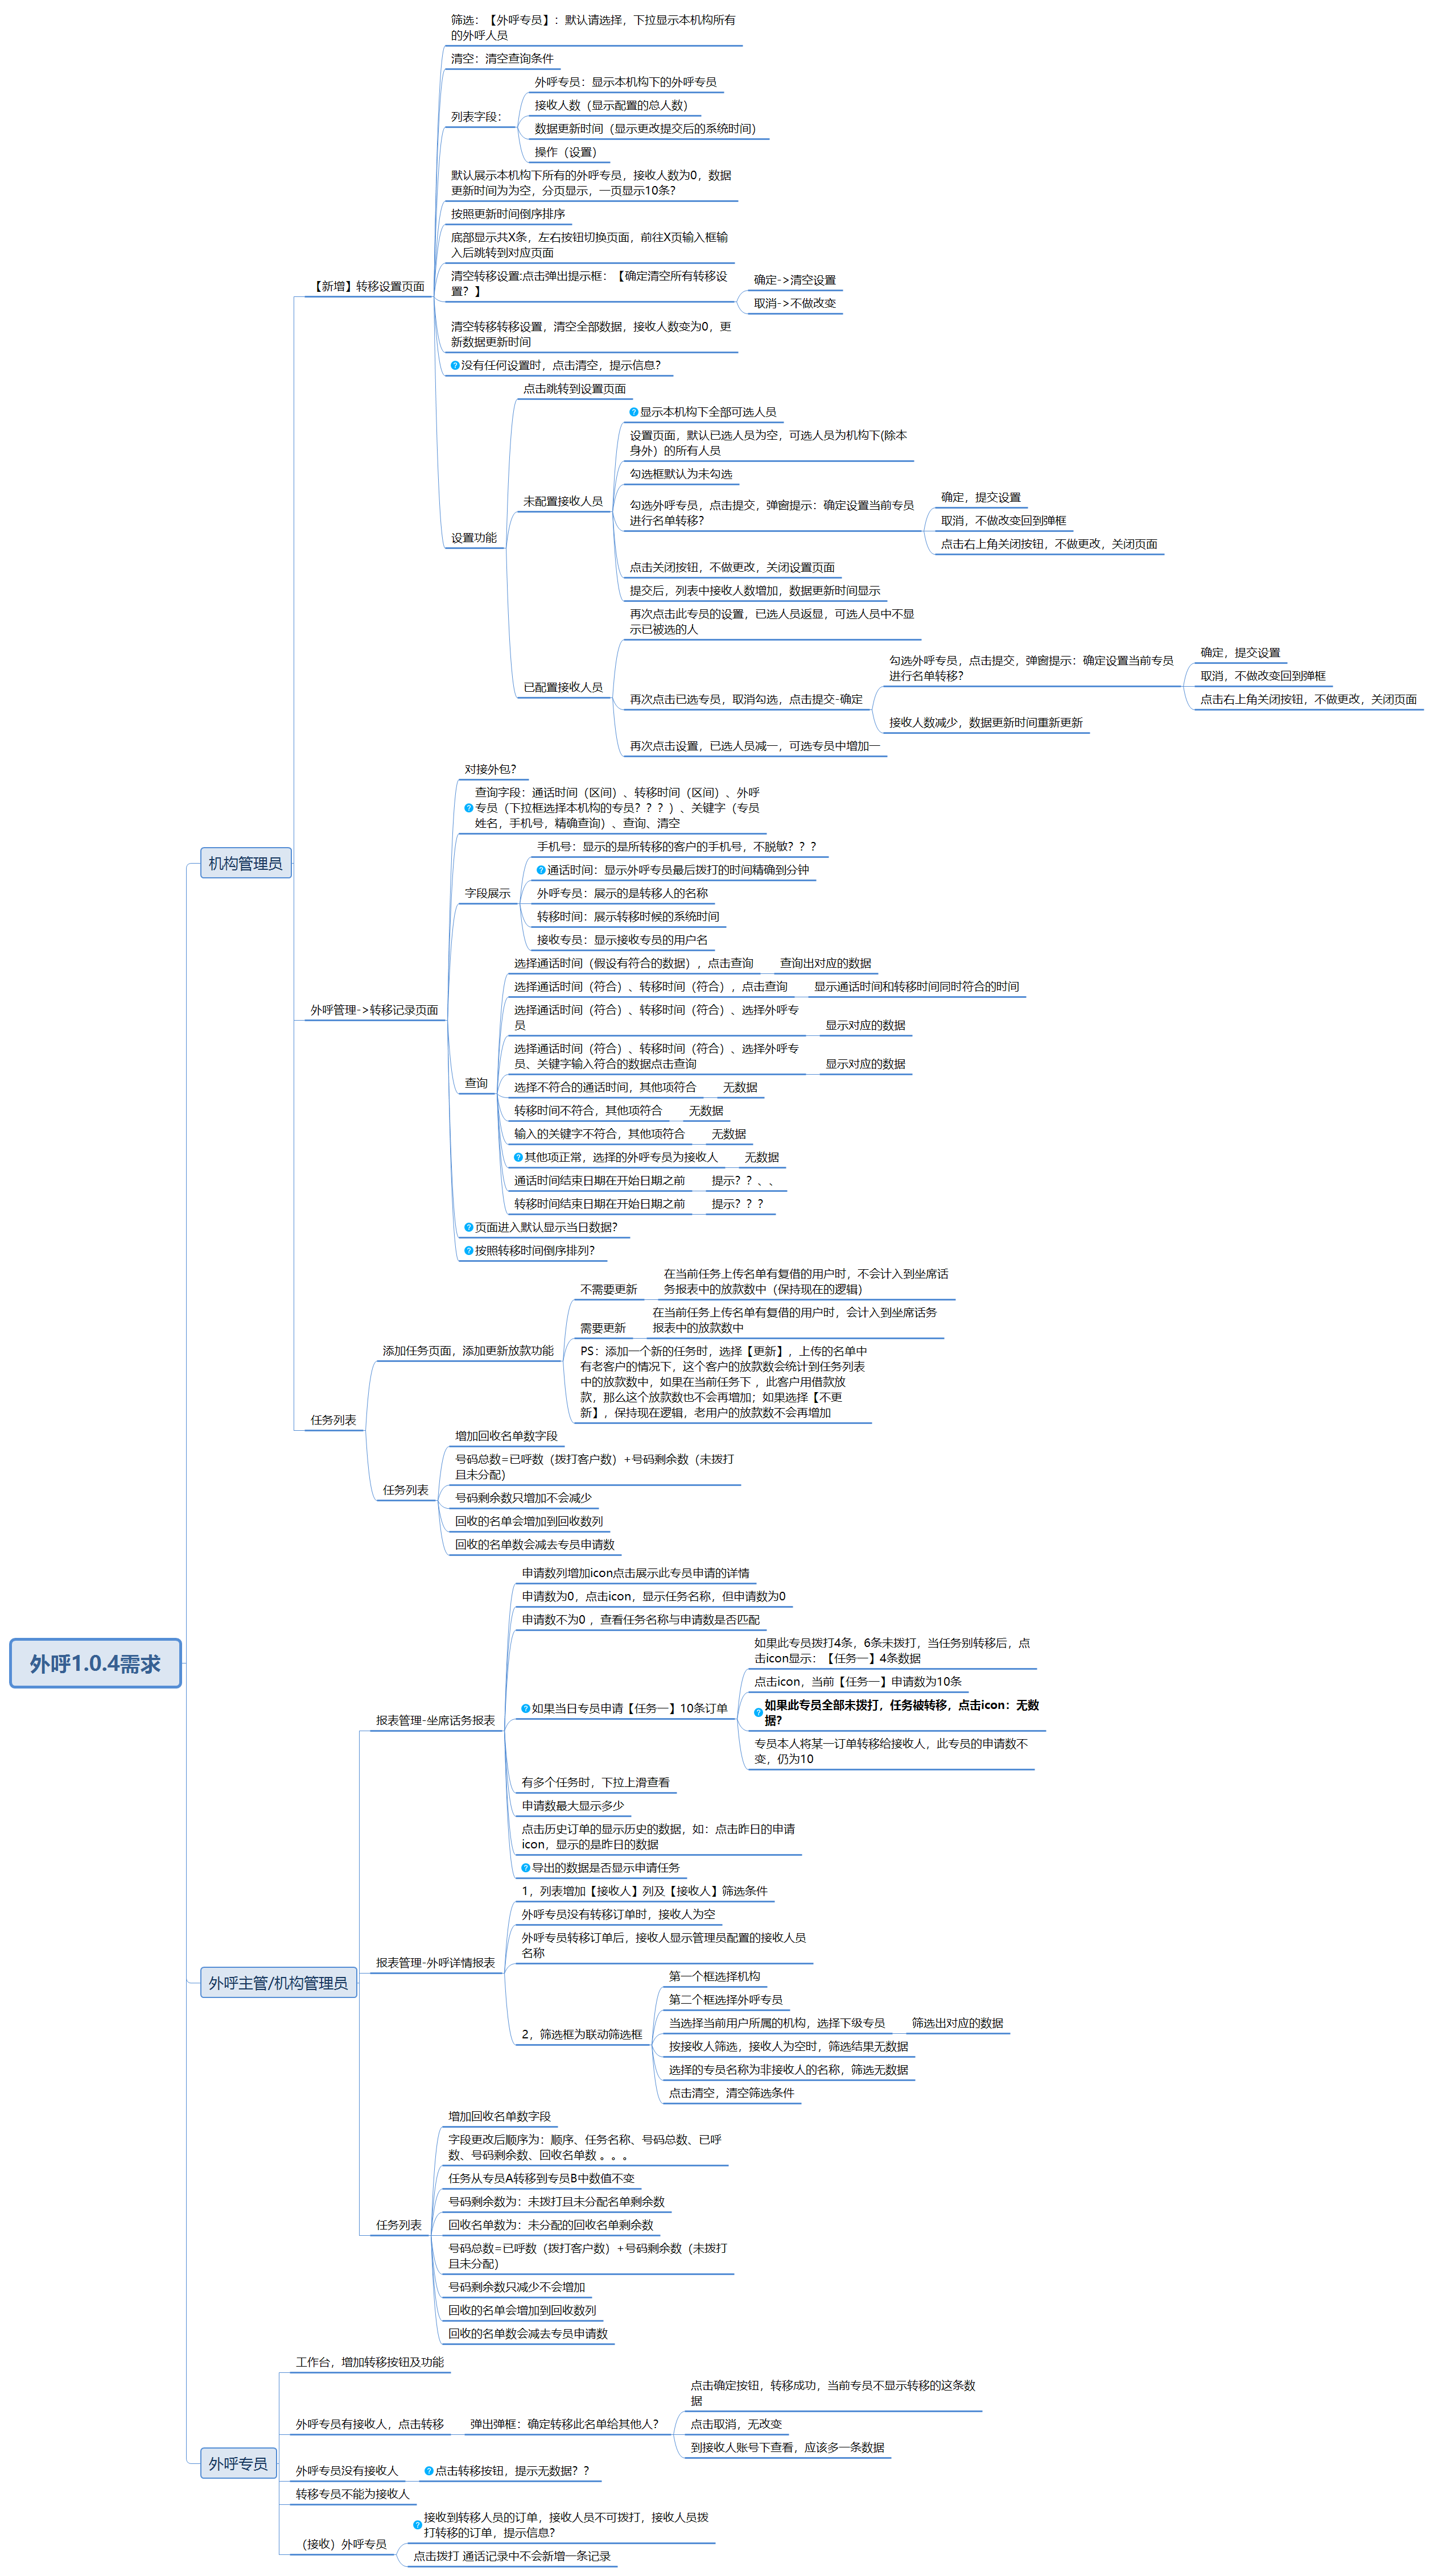 外呼1.0.4需求
机构管理员
【新增】转移设置页面
筛选：【外呼专员】：默认请选择，下拉显示本机构所有
的外呼人员
清空：清空查询条件
列表字段：
外呼专员：显示本机构下的外呼专员
接收人数（显示配置的总人数）
数据更新时间（显示更改提交后的系统时间）
操作（设置）
默认展示本机构下所有的外呼专员，接收人数为0，数据
更新时间为为空，分页显示，一页显示10条？
按照更新时间倒序排序
底部显示共X条，左右按钮切换页面，前往X页输入框输
入后跳转到对应页面
清空转移设置:点击弹出提示框：【确定清空所有转移设
置？】
确定->清空设置
取消->不做改变
清空转移转移设置，清空全部数据，接收人数变为0，更
新数据更新时间
没有任何设置时，点击清空，提示信息？
设置功能
点击跳转到设置页面
未配置接收人员
显示本机构下全部可选人员
设置页面，默认已选人员为空，可选人员为机构下(除本
身外）的所有人员
勾选框默认为未勾选
勾选外呼专员，点击提交，弹窗提示：确定设置当前专员
进行名单转移？
确定，提交设置
取消，不做改变回到弹框
点击右上角关闭按钮，不做更改，关闭页面
点击关闭按钮，不做更改，关闭设置页面
提交后，列表中接收人数增加，数据更新时间显示
已配置接收人员
再次点击此专员的设置，已选人员返显，可选人员中不显
示已被选的人
再次点击已选专员，取消勾选，点击提交-确定
勾选外呼专员，点击提交，弹窗提示：确定设置当前专员
进行名单转移？
确定，提交设置
取消，不做改变回到弹框
点击右上角关闭按钮，不做更改，关闭页面
接收人数减少，数据更新时间重新更新
再次点击设置，已选人员减一，可选专员中增加一
外呼管理->转移记录页面
对接外包？
查询字段：通话时间（区间）、转移时间（区间）、外呼
专员（下拉框选择本机构的专员？？？）、关键字（专员
姓名，手机号，精确查询）、查询、清空
字段展示
手机号：显示的是所转移的客户的手机号，不脱敏？？？
通话时间：显示外呼专员最后拨打的时间精确到分钟
外呼专员：展示的是转移人的名称
转移时间：展示转移时候的系统时间
接收专员：显示接收专员的用户名
查询
选择通话时间（假设有符合的数据），点击查询
查询出对应的数据
选择通话时间（符合）、转移时间（符合），点击查询
显示通话时间和转移时间同时符合的时间
选择通话时间（符合）、转移时间（符合）、选择外呼专
员
显示对应的数据
选择通话时间（符合）、转移时间（符合）、选择外呼专
员、关键字输入符合的数据点击查询
显示对应的数据
选择不符合的通话时间，其他项符合
无数据
转移时间不符合，其他项符合
无数据
输入的关键字不符合，其他项符合
无数据
其他项正常，选择的外呼专员为接收人
无数据
通话时间结束日期在开始日期之前
提示？？、、
转移时间结束日期在开始日期之前
提示？？？
页面进入默认显示当日数据？
按照转移时间倒序排列？
任务列表
添加任务页面，添加更新放款功能
不需要更新
在当前任务上传名单有复借的用户时，不会计入到坐席话
务报表中的放款数中（保持现在的逻辑）
需要更新
在当前任务上传名单有复借的用户时，会计入到坐席话务
报表中的放款数中
PS：添加一个新的任务时，选择【更新】，上传的名单中
有老客户的情况下，这个客户的放款数会统计到任务列表
中的放款数中，如果在当前任务下 ，此客户用借款放
款，那么这个放款数也不会再增加；如果选择【不更
新】，保持现在逻辑，老用户的放款数不会再增加
任务列表
增加回收名单数字段
号码总数=已呼数（拨打客户数）+号码剩余数（未拨打
且未分配）
号码剩余数只增加不会减少
回收的名单会增加到回收数列
回收的名单数会减去专员申请数
外呼主管/机构管理员
报表管理-坐席话务报表
申请数列增加icon点击展示此专员申请的详情
申请数为0，点击icon，显示任务名称，但申请数为0
申请数不为0 ，查看任务名称与申请数是否匹配
如果当日专员申请【任务一】10条订单
如果此专员拨打4条，6条未拨打，当任务别转移后，点
击icon显示：【任务一】4条数据
点击icon，当前【任务一】申请数为10条
如果此专员全部未拨打，任务被转移，点击icon：无数
据？
专员本人将某一订单转移给接收人，此专员的申请数不
变，仍为10
有多个任务时，下拉上滑查看
申请数最大显示多少
点击历史订单的显示历史的数据，如：点击昨日的申请
icon，显示的是昨日的数据
导出的数据是否显示申请任务
报表管理-外呼详情报表
1，列表增加【接收人】列及【接收人】筛选条件
外呼专员没有转移订单时，接收人为空
外呼专员转移订单后，接收人显示管理员配置的接收人员
名称
2，筛选框为联动筛选框
第一个框选择机构
第二个框选择外呼专员
当选择当前用户所属的机构，选择下级专员
筛选出对应的数据
按接收人筛选，接收人为空时，筛选结果无数据
选择的专员名称为非接收人的名称，筛选无数据
点击清空，清空筛选条件
任务列表
增加回收名单数字段
字段更改后顺序为：顺序、任务名称、号码总数、已呼
数、号码剩余数、回收名单数 。。。
任务从专员A转移到专员B中数值不变
号码剩余数为：未拨打且未分配名单剩余数
回收名单数为：未分配的回收名单剩余数
号码总数=已呼数（拨打客户数）+号码剩余数（未拨打
且未分配）
号码剩余数只减少不会增加
回收的名单会增加到回收数列
回收的名单数会减去专员申请数
外呼专员
工作台，增加转移按钮及功能
外呼专员有接收人，点击转移
弹出弹框：确定转移此名单给其他人？
点击确定按钮，转移成功，当前专员不显示转移的这条数
据
点击取消，无改变
到接收人账号下查看，应该多一条数据
外呼专员没有接收人
点击转移按钮，提示无数据？？
转移专员不能为接收人
（接收）外呼专员
接收到转移人员的订单，接收人员不可拨打，接收人员拨
打转移的订单，提示信息？
点击拨打 通话记录中不会新增一条记录